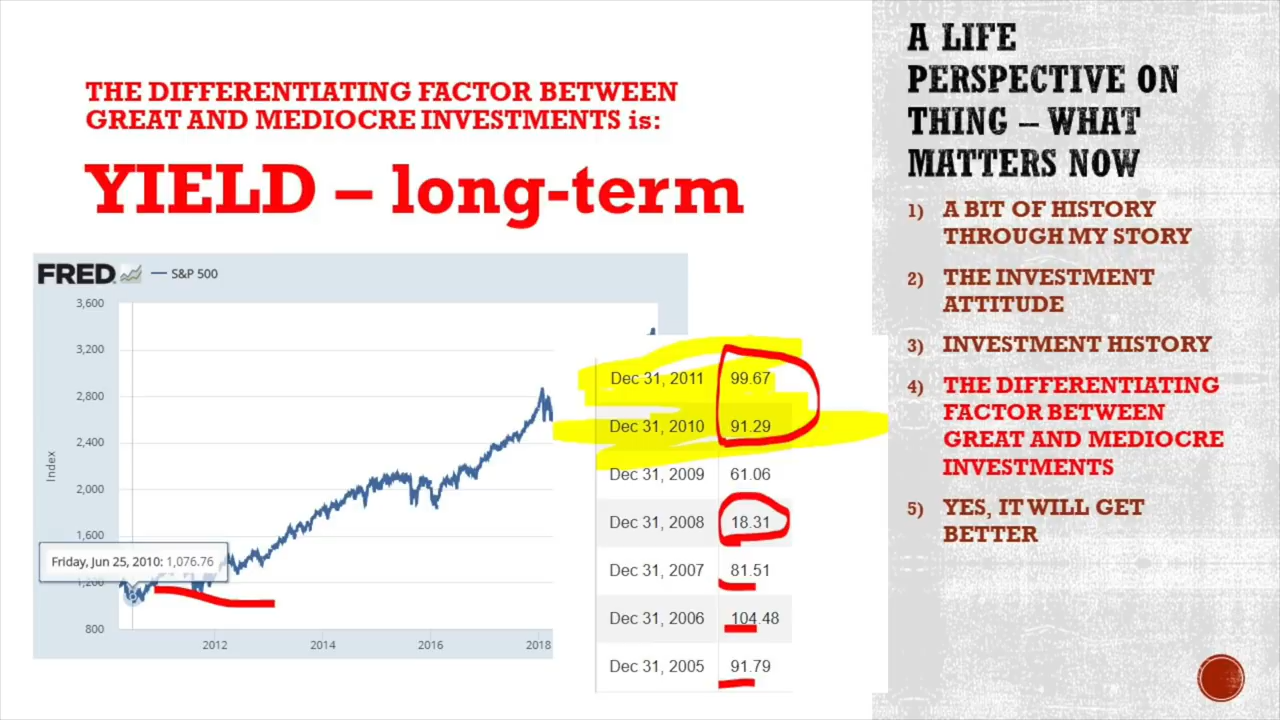 THE DIFFERENTIATING FACTOR BETWEEN
GREAT AND MEDIOCRE INVESTMENTS is:
YIELD – long-term
FRED
S&P 500
3,600
3,200
2,800
2,400
2,000
1,600
1,200
800
Index
Friday, Jun 25, 2010: 1,076.76
2012
2014
2016
2018
Dec 31, 2011 99.67
Dec 31, 2010 91.29
Dec 31, 2009 61.06
Dec 31, 2008 18.31
Dec 31, 2007 81.51
Dec 31, 2006 104.48
Dec 31, 2005 91.79
A LIFE
PERSPECTIVE ON
THING – WHAT
MATTERS NOW
1) A BIT OF HISTORY
THROUGH MY STORY
2) THE INVESTMENT
ATTITUDE
3) INVESTMENT HISTORY
4) THE DIFFERENTIATING
FACTOR BETWEEN
GREAT AND MEDIOCRE
INVESTMENTS
5) YES, IT WILL GET
BETTER